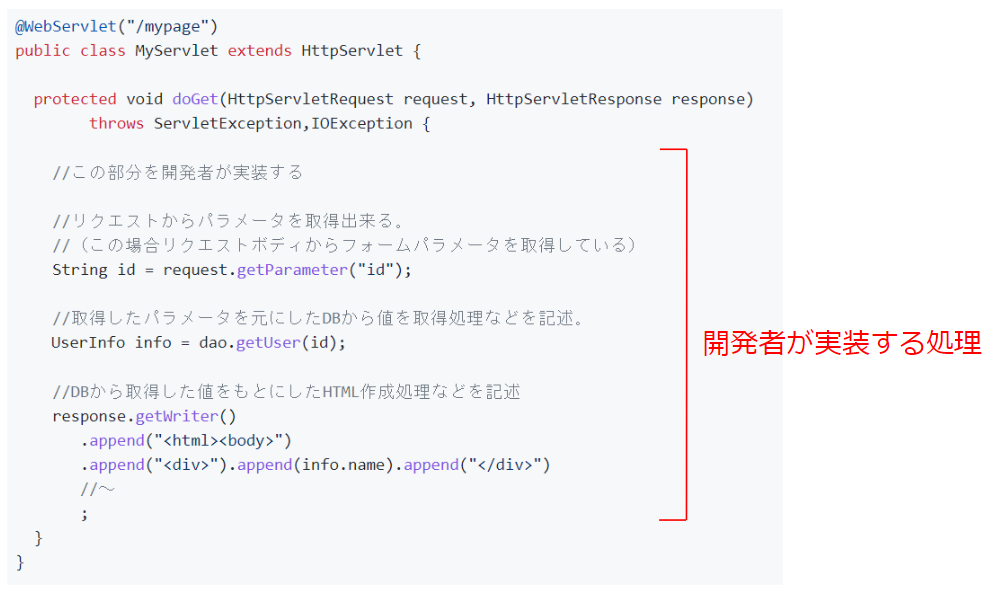 @WebServlet("/mypage")
public class MyServlet extends HttpServlet {
protected void doGet(HttpServletRequest request, HttpServletResponse response)
throws ServletException,IOException {
//この部分を開発者が実装する
//リクエストからパラメータを取得出来る。
//（この場合リクエストボディからフォームパラメータを取得している）
String id = request.getParameter("id");
//取得したパラメータを元にしたDBから値を取得処理などを記述。
UserInfo info = dao.getUser(id);
開発者が実装する処理
//DBから取得した値をもとにしたHTML作成処理などを記述
response.getWriter()
.append("<html><body>")
.append("<div>").append(info.name).append("</div>")
//～
;
}
}